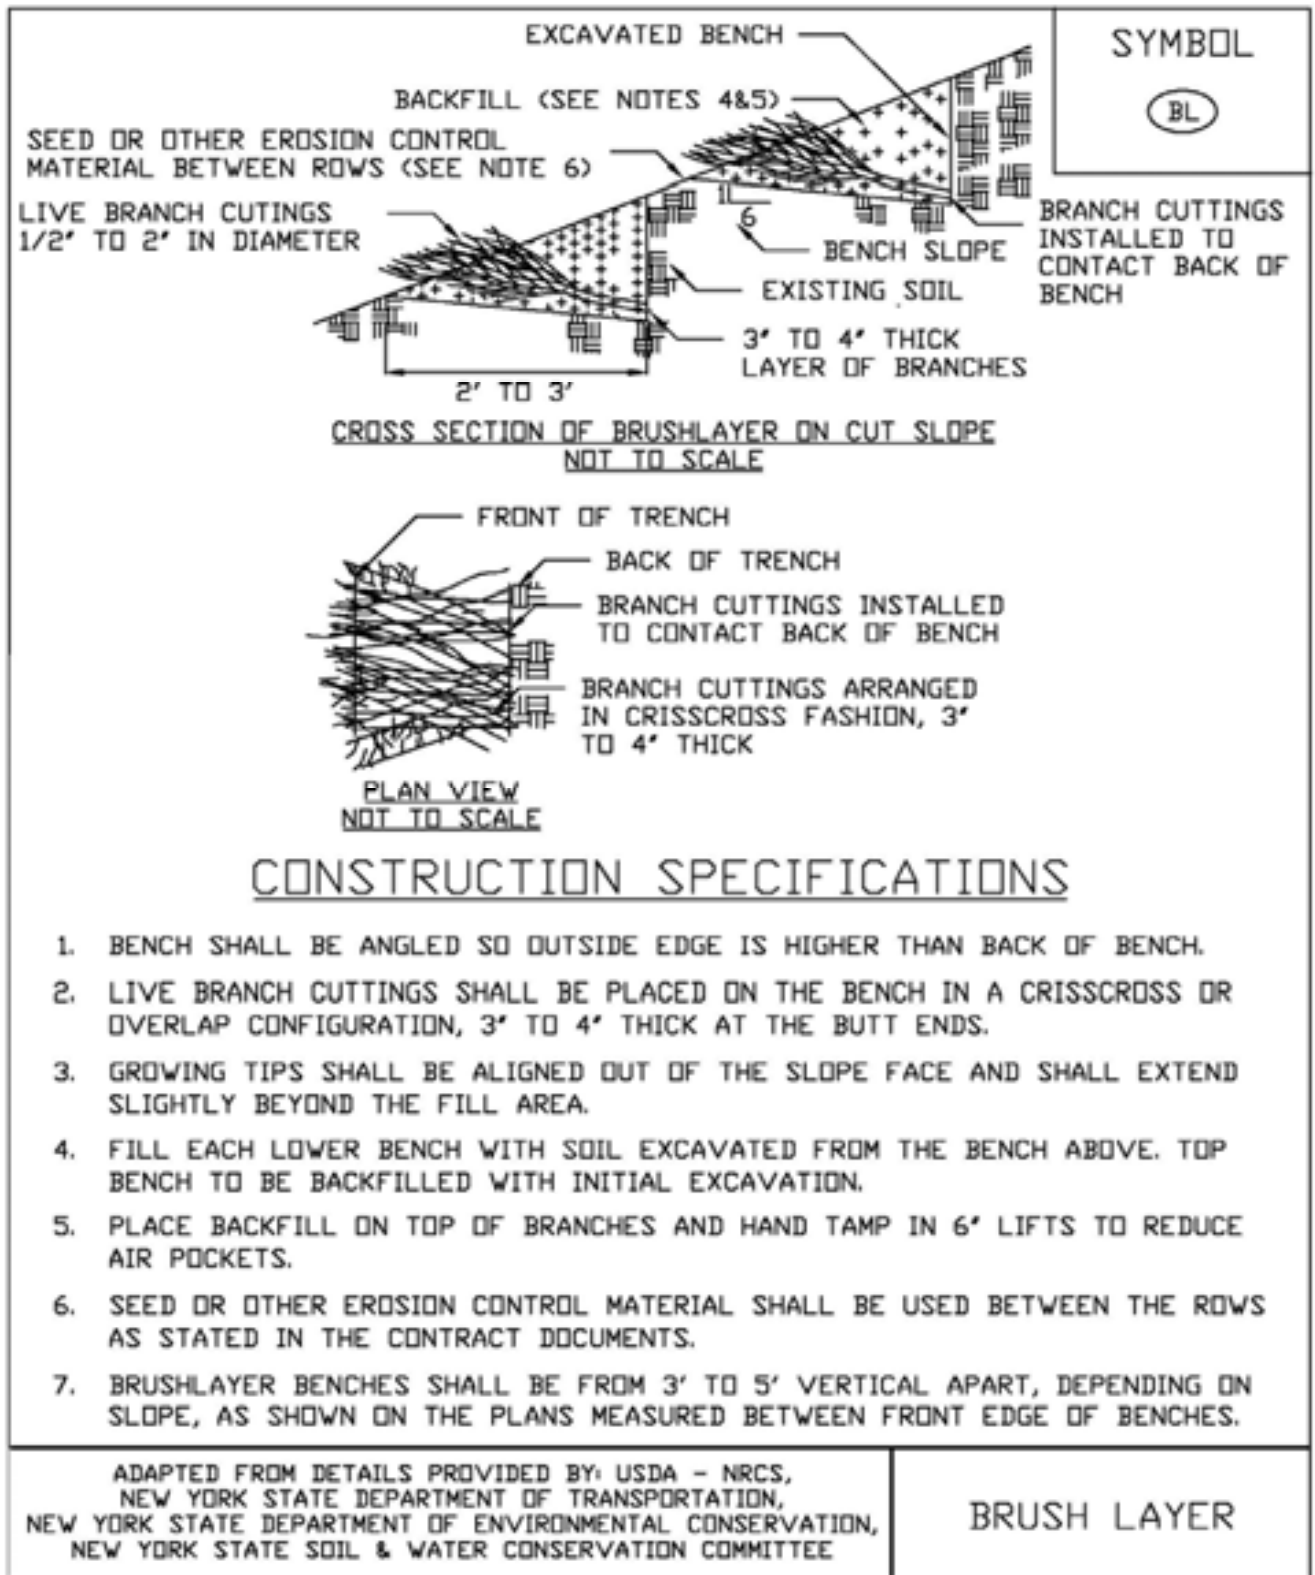 EXCAVATED BENCH
SYMBOL
BL
BACKFILL (SEE NOTES 4&5)
SEED OR OTHER EROSION CONTROL
MATERIAL BETWEEN ROWS (SEE NOTE 6)
LIVE BRANCH CUTINGS
1/2" TO 2" IN DIAMETER
1
6
BENCH SLOPE
BRANCH CUTTINGS
INSTALLED TO
CONTACT BACK OF
BENCH
EXISTING SOIL
3" TO 4" THICK
LAYER OF BRANCHES
2' TO 3'
CROSS SECTION OF BRUSHLAYER ON CUT SLOPE
NOT TO SCALE
FRONT OF TRENCH
BACK OF TRENCH
BRANCH CUTTINGS INSTALLED
TO CONTACT BACK OF BENCH
BRANCH CUTTINGS ARRANGED
IN CRISSCROSS FASHION, 3"
TO 4" THICK
PLAN VIEW
NOT TO SCALE
CONSTRUCTION SPECIFICATIONS
1. BENCH SHALL BE ANGLED SO OUTSIDE EDGE IS HIGHER THAN BACK OF BENCH.
2. LIVE BRANCH CUTTINGS SHALL BE PLACED ON THE BENCH IN A CRISSCROSS OR
OVERLAP CONFIGURATION, 3" TO 4" THICK AT THE BUTT ENDS.
3. GROWING TIPS SHALL BE ALIGNED OUT OF THE SLOPE FACE AND SHALL EXTEND
SLIGHTLY BEYOND THE FILL AREA.
4. FILL EACH LOWER BENCH WITH SOIL EXCAVATED FROM THE BENCH ABOVE. TOP
BENCH TO BE BACKFILLED WITH INITIAL EXCAVATION.
5. PLACE BACKFILL ON TOP OF BRANCHES AND HAND TAMP IN 6" LIFTS TO REDUCE
AIR POCKETS.
6. SEED OR OTHER EROSION CONTROL MATERIAL SHALL BE USED BETWEEN THE ROWS
AS STATED IN THE CONTRACT DOCUMENTS.
7. BRUSHLAYER BENCHES SHALL BE FROM 3' TO 5' VERTICAL APART, DEPENDING ON
SLOPE, AS SHOWN ON THE PLANS MEASURED BETWEEN FRONT EDGE OF BENCHES.
ADAPTED FROM DETAILS PROVIDED BY: USDA - NRCS,
NEW YORK STATE DEPARTMENT OF TRANSPORTATION,
NEW YORK STATE DEPARTMENT OF ENVIRONMENTAL CONSERVATION,
NEW YORK STATE SOIL & WATER CONSERVATION COMMITTEE
BRUSH LAYER